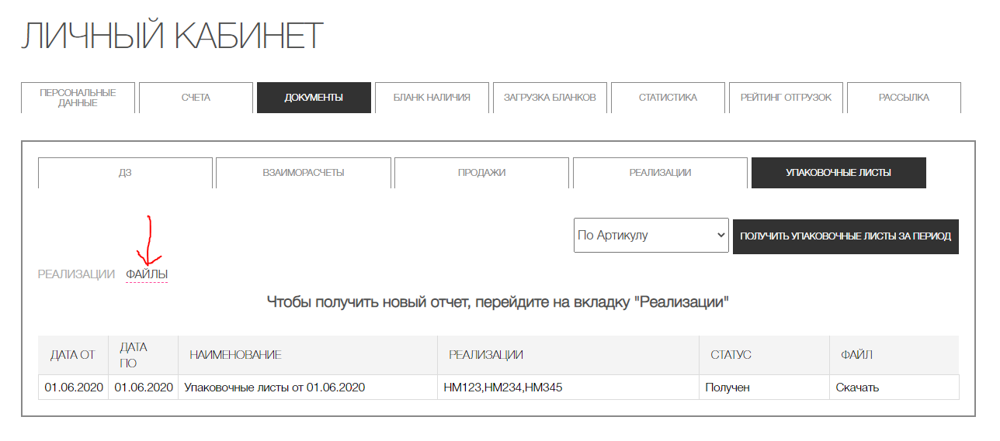 ЛИЧНЫЙ КАБИНЕТ
ПЕРСОНАЛЬНЫЕ
ДАННЫЕ
СЧЕТА
ДОКУМЕНТЫ
БЛАНК НАЛИЧИЯ
ЗАГРУЗКА БЛАНКОВ
СТАТИСТИКА
РЕЙТИНГ ОТГРУЗОК
РАССЫЛКА
ДЗ
ВЗАИМОРАСЧЕТЫ
ПРОДАЖИ
РЕАЛИЗАЦИИ
УПАКОВОЧНЫЕ ЛИСТЫ
По Артикулу
ПОЛУЧИТЬ УПАКОВОЧНЫЕ ЛИСТЫ ЗА ПЕРИОД
РЕАЛИЗАЦИИ ФАЙЛЫ
Чтобы получить новый отчет, перейдите на вкладку "Реализации"
ДАТА ОТ
ДАТА
ПО
НАИМЕНОВАНИЕ
РЕАЛИЗАЦИИ
СТАТУС
ФАЙЛ
01.06.2020 01.06.2020 Упаковочные листы от 01.06.2020 НМ123,НМ234,НМ345 Получен Скачать